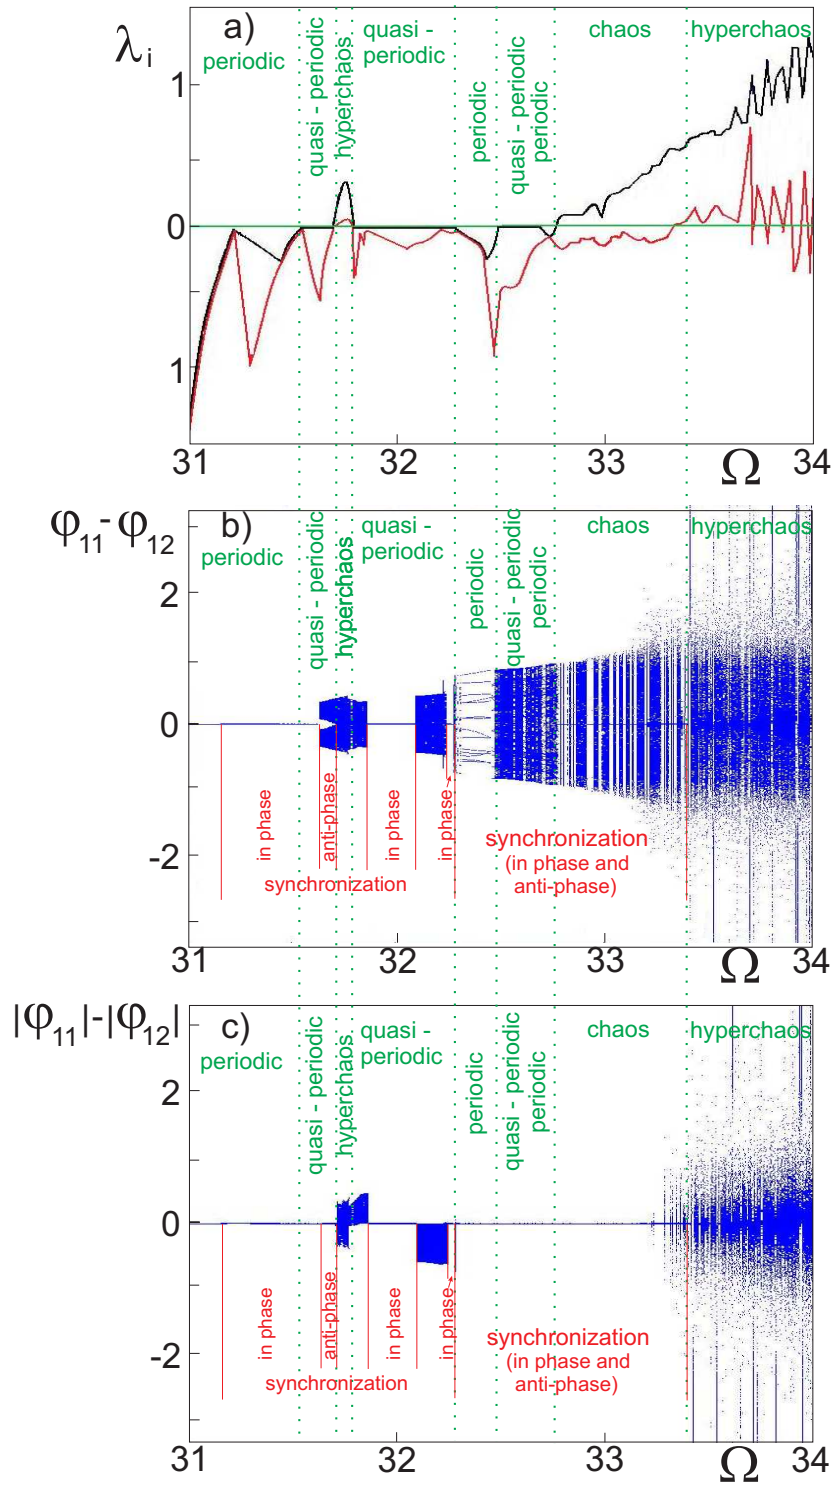 a)
λi
periodic
quasi - periodic
hyperchaos
quasi -
periodic
periodic
quasi - periodic
periodic
chaos
hyperchaos
1
0
1
31
32
33
Ω
34
b)
φ11-φ12
periodic
quasi - periodic
hyperchaos
quasi -
periodic
periodic
quasi - periodic
periodic
chaos
hyperchaos
2
0
-2
in phase
anti-phase
in phase
in phase
synchronization
synchronization
(in phase and
anti-phase)
31
32
33
Ω
34
c)
|φ11|-|φ12|
periodic
quasi - periodic
hyperchaos
quasi -
periodic
periodic
quasi - periodic
periodic
chaos
hyperchaos
2
0
-2
in phase
anti-phase
in phase
in phase
synchronization
synchronization
(in phase and
anti-phase)
31
32
33
Ω
34